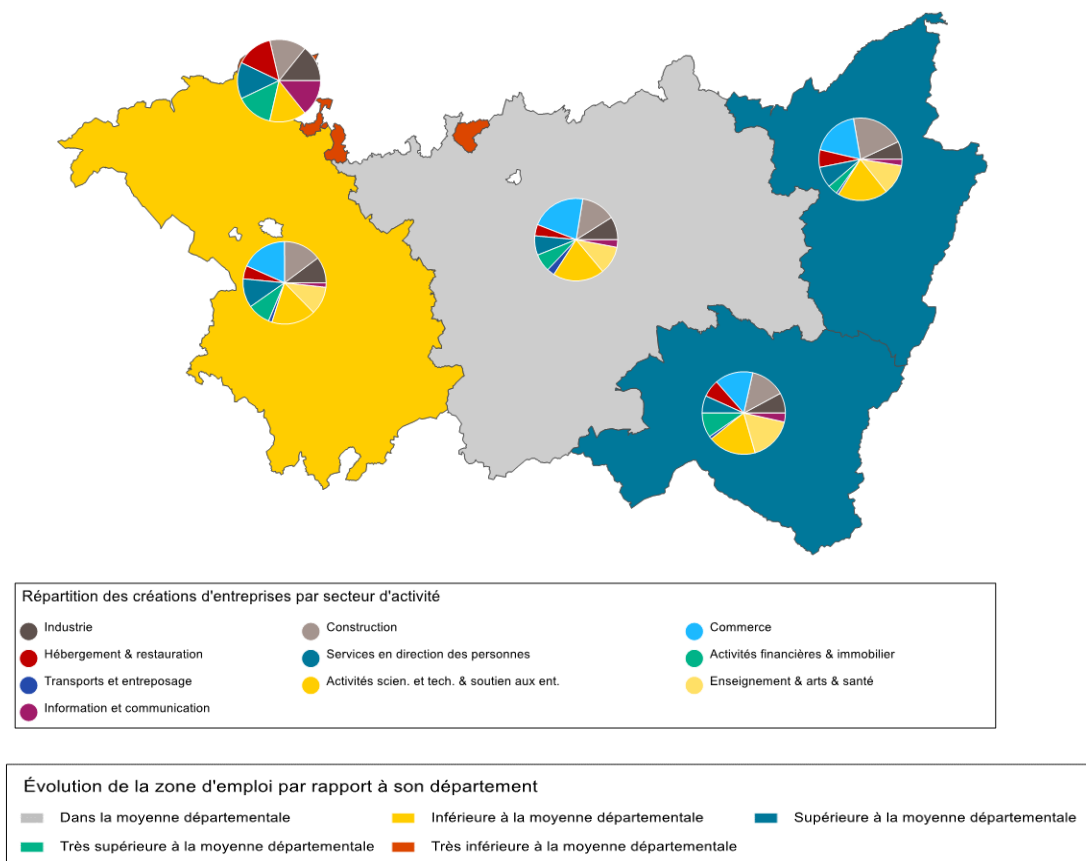 Répartition des créations d'entreprises par secteur d'activité
Industrie
Construction
Commerce
Hébergement & restauration
Services en direction des personnes
Activités financières & immobilier
Transports et entreposage
Activités scien. et tech. & soutien aux ent.
Enseignement & arts & santé
Information et communication
Évolution de la zone d'emploi par rapport à son département
Dans la moyenne départementale
Inférieure à la moyenne départementale
Supérieure à la moyenne départementale
Très supérieure à la moyenne départementale
Très inférieure à la moyenne départementale